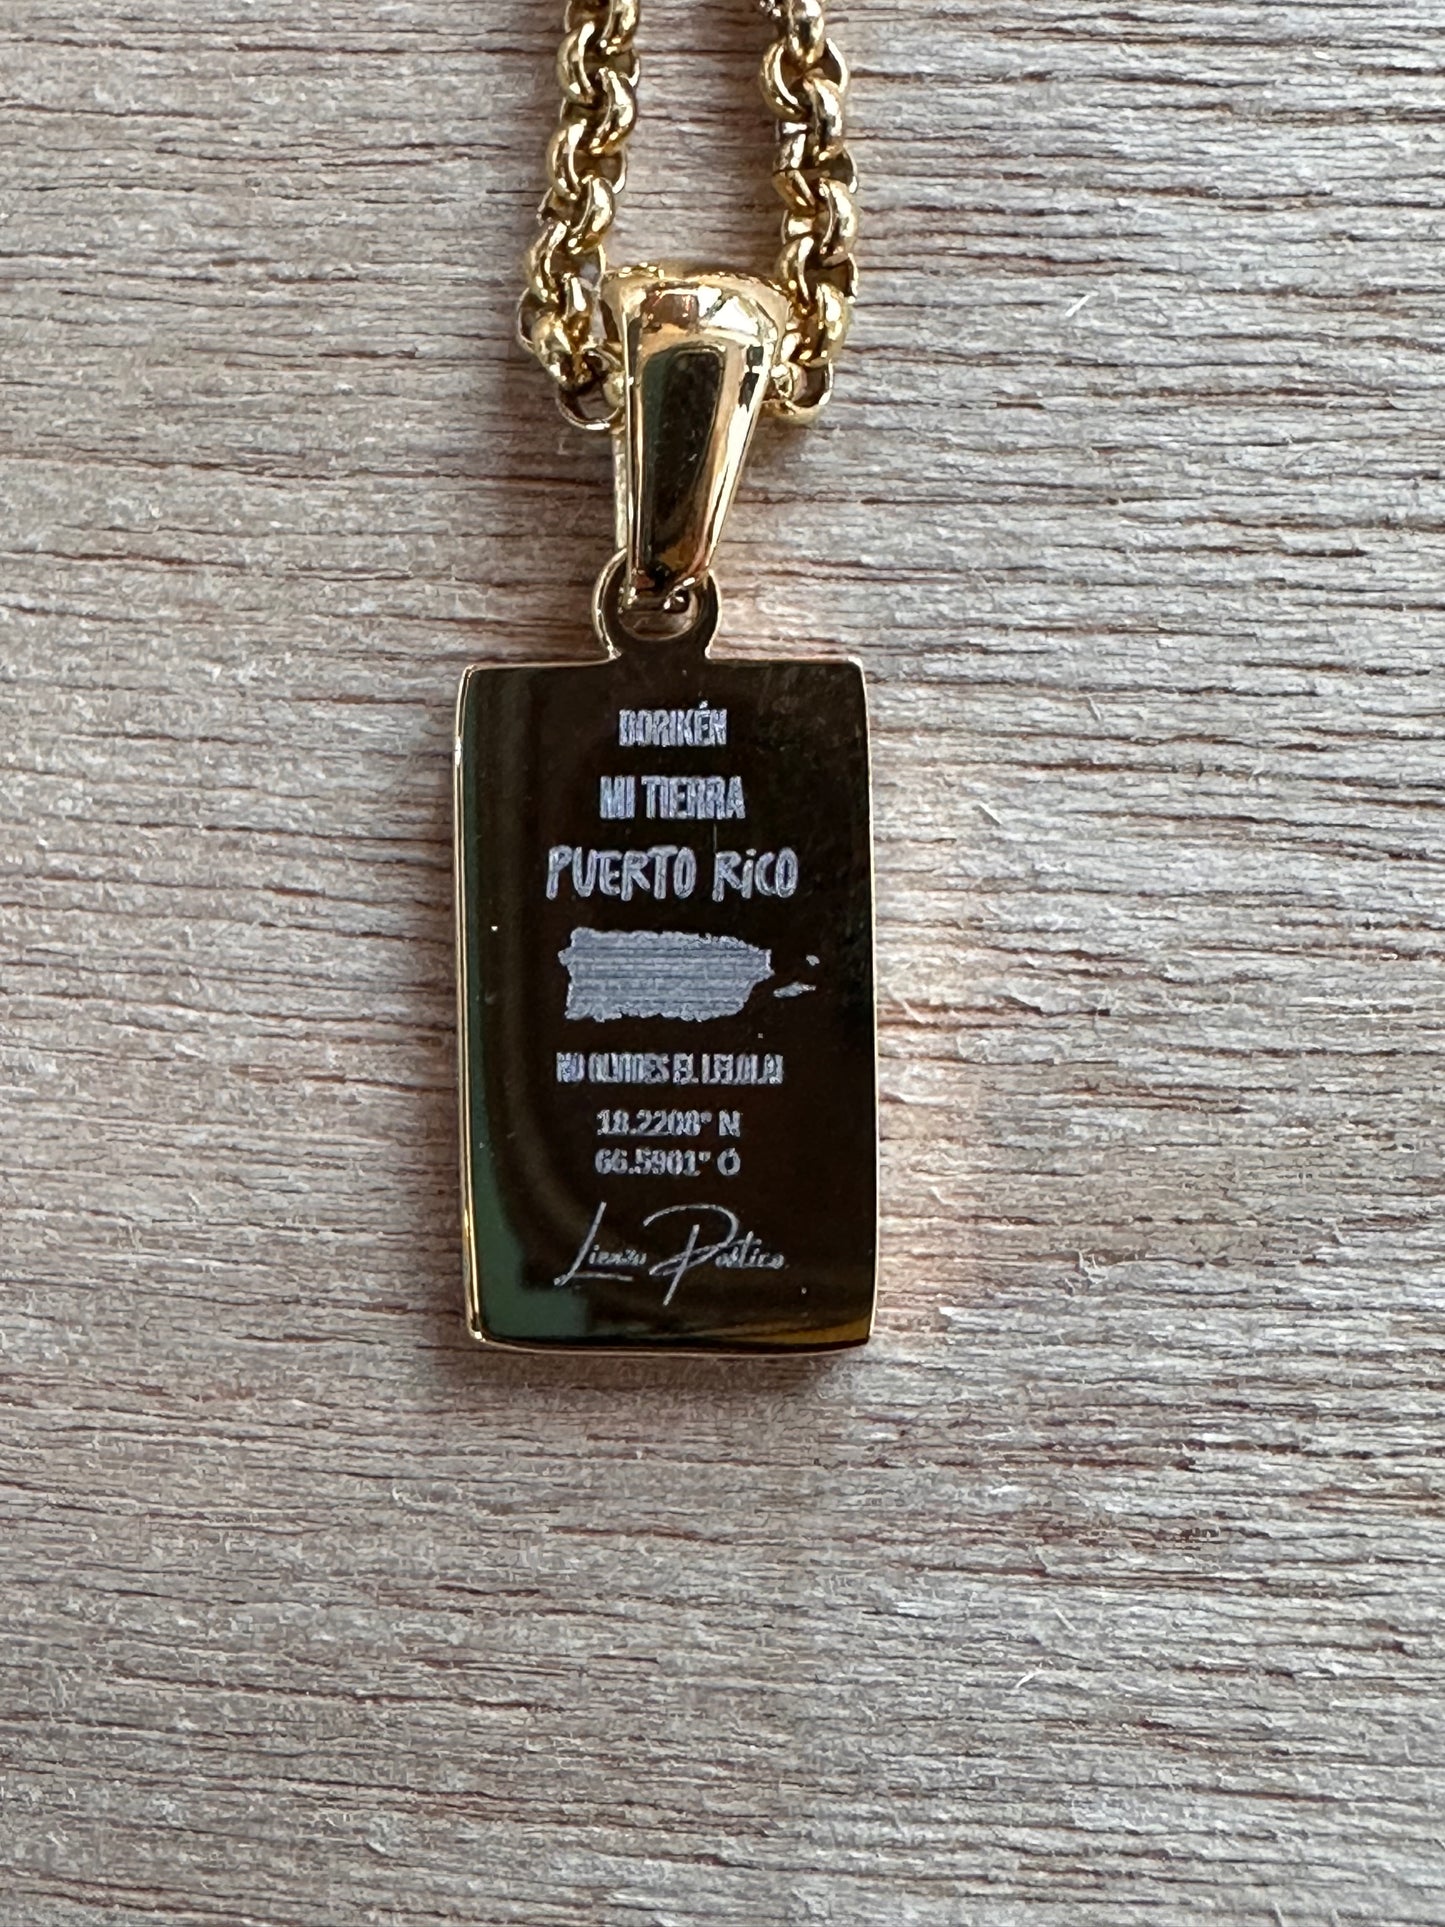 BORIKÉN
MI TIERRA
PUERTO RICO
NO OLVIDES EL LELOLAI
18.2208° N
66.5901° O
Lienzo Poético